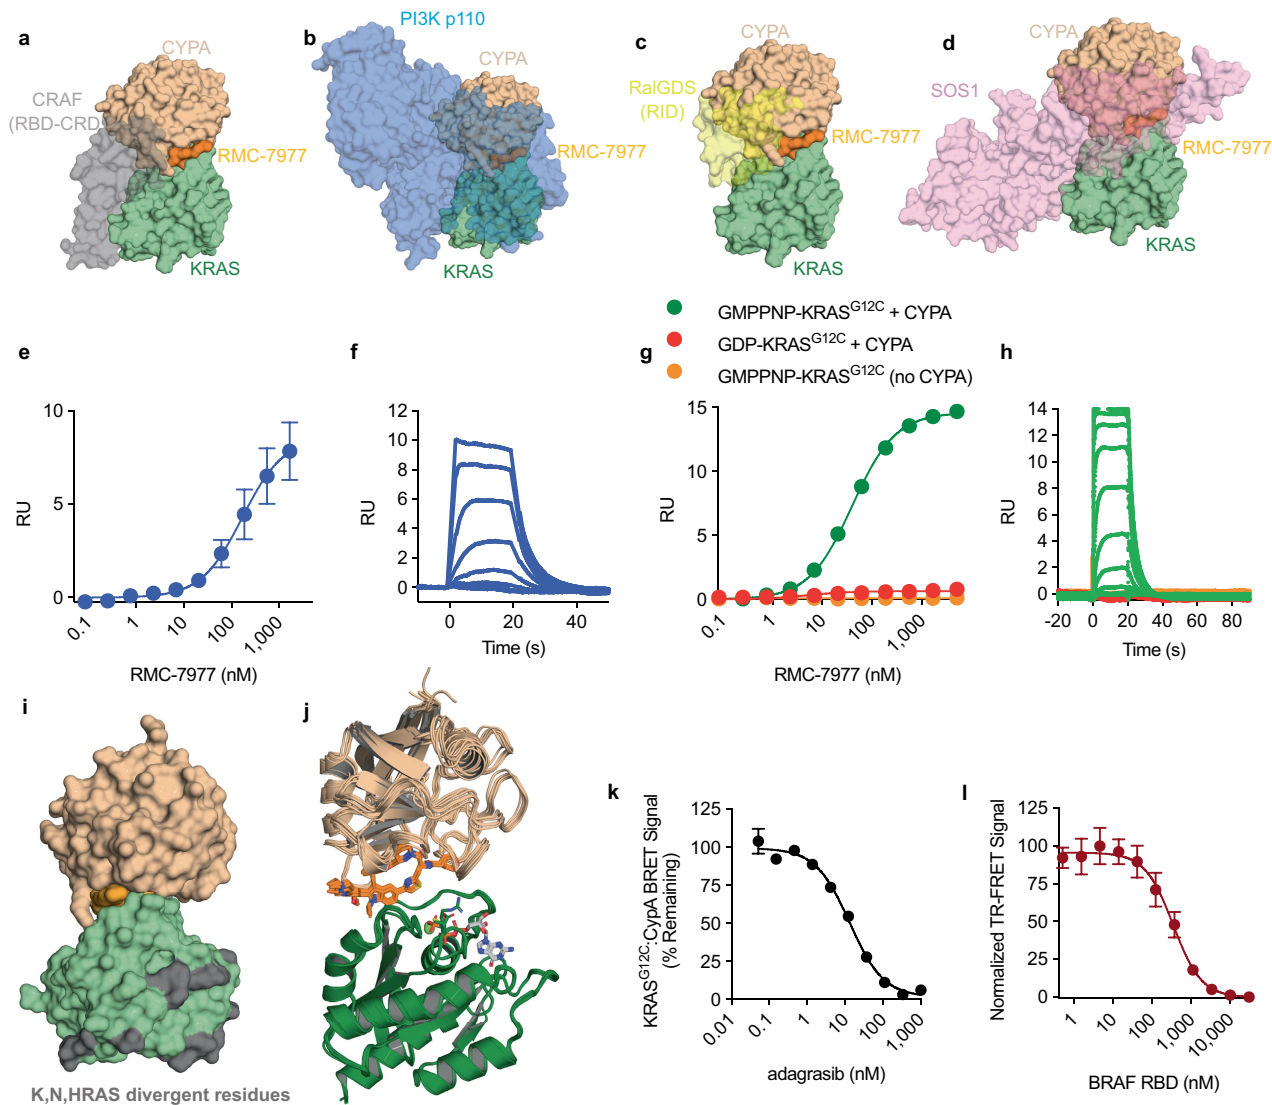 a
CYPA
CRAF
(RBD-CRD)
RMC-7977
KRAS
b
PI3K p110
CYPA
RMC-7977
KRAS
c
CYPA
RalGDS
(RID)
RMC-7977
KRAS
d
CYPA
SOS1
RMC-7977
KRAS
GMPPNP-KRASG12C + CYPA
GDP-KRASG12C + CYPA
GMPPNP-KRASG12C (no CYPA)
e
RU
10
5
0
0.1
1
10
100
1,000
RMC-7977 (nM)
f
RU
12
10
8
6
4
2
0
0
20
40
Time (s)
g
RU
15
10
5
0
0.1
1
10
100
1,000
RMC-7977 (nM)
h
RU
14
12
10
8
6
4
2
0
-20
0
20
40
60
80
Time (s)
i
K,N,HRAS divergent residues
j
k
KRASG12C:CypA BRET Signal
(% Remaining)
125
100
75
50
25
0
0.01
0.1
1
10
100
1,000
adagrasib (nM)
l
Normalized TR-FRET Signal
125
100
75
50
25
0
1
10
100
1,000
10,000
BRAF RBD (nM)